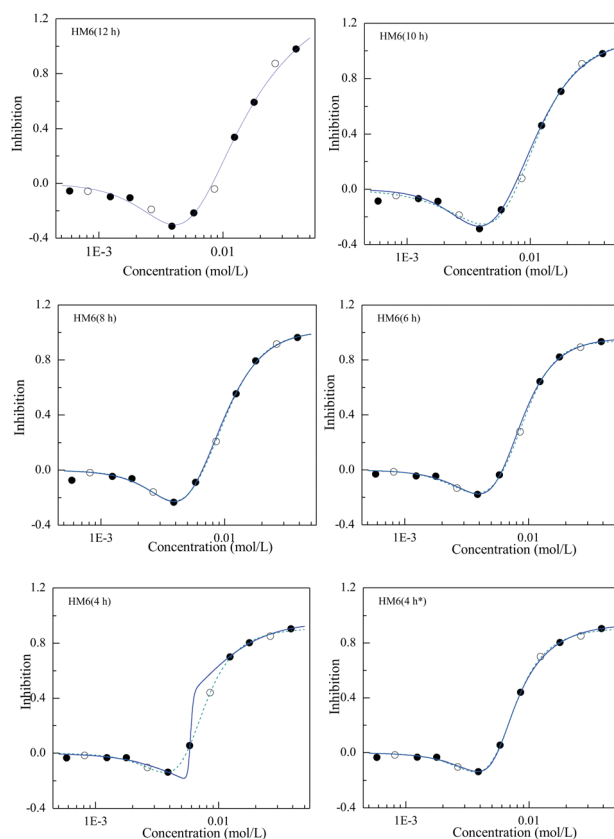 HM6(12 h)
1.2
0.8
0.4
0.0
-0.4
Inhibition
1E-3
0.01
Concentration (mol/L)
HM6(10 h)
1.2
0.8
0.4
0.0
-0.4
Inhibition
1E-3
0.01
Concentration (mol/L)
HM6(8 h)
1.2
0.8
0.4
0.0
-0.4
Inhibition
1E-3
0.01
Concentration (mol/L)
HM6(6 h)
1.2
0.8
0.4
0.0
-0.4
Inhibition
1E-3
0.01
Concentration (mol/L)
HM6(4 h)
1.2
0.8
0.4
0.0
-0.4
Inhibition
1E-3
0.01
Concentration (mol/L)
HM6(4 h*)
1.2
0.8
0.4
0.0
-0.4
Inhibition
1E-3
0.01
Concentration (mol/L)